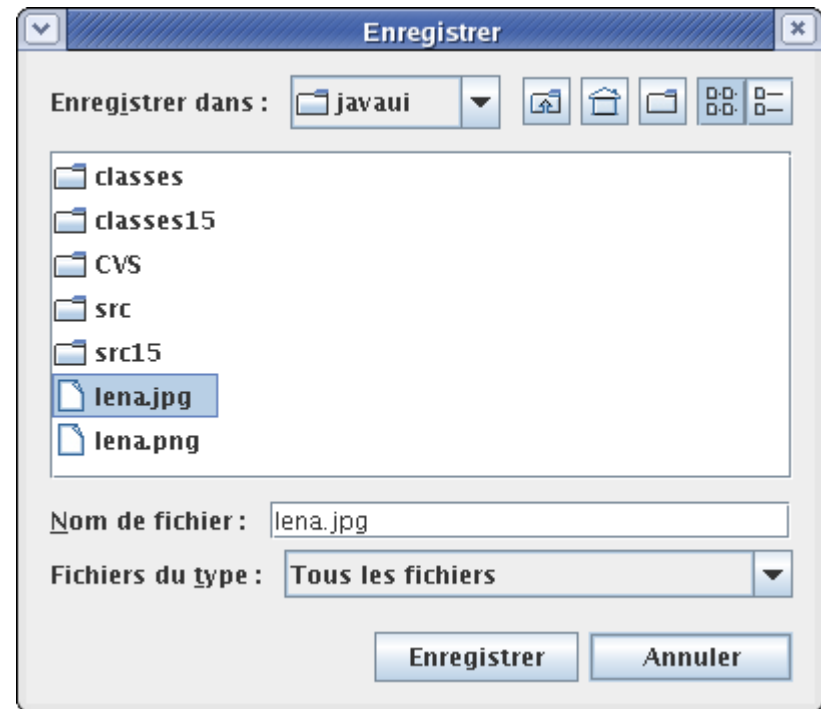 Enregistrer
Enregistrer dans : javaui
classes
classes15
CVS
src
src15
lena.jpg
lena.png
Nom de fichier : lena.jpg
Fichiers du type : Tous les fichiers
Enregistrer Annuler